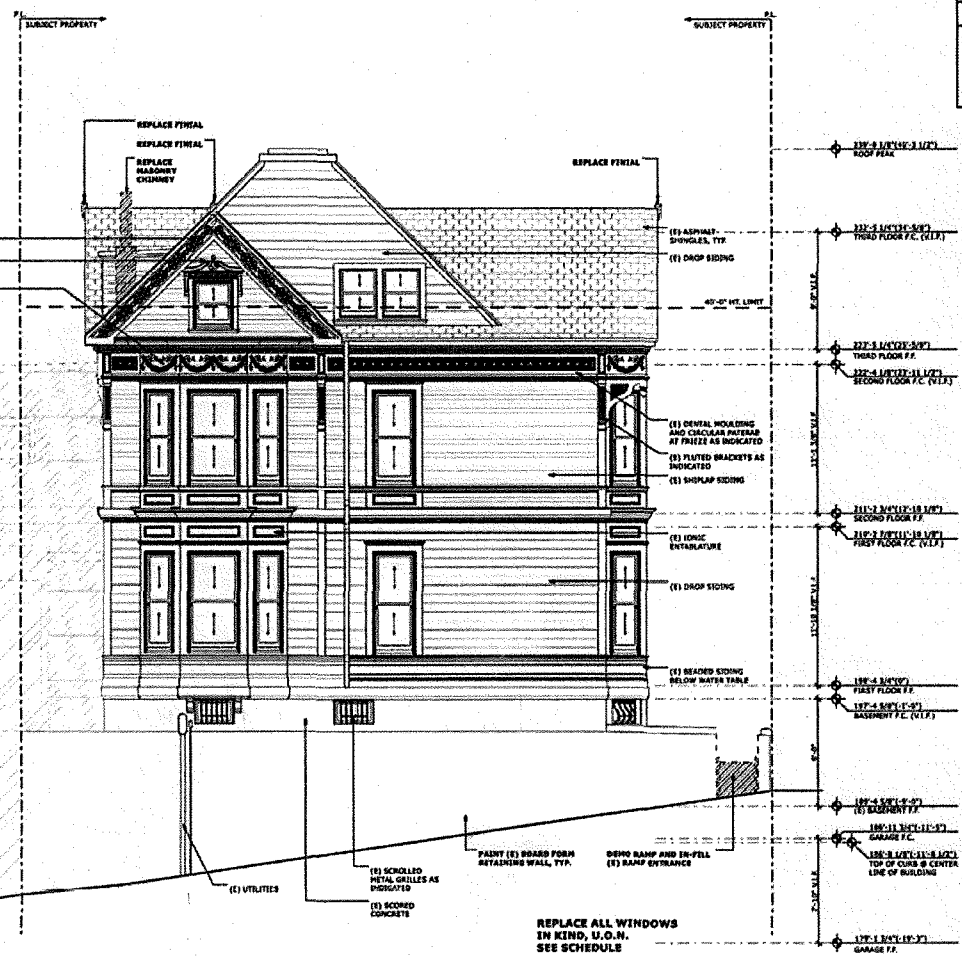 P.L.
SUBJECT PROPERTY
P.L.
SUBJECT PROPERTY
REPLACE FINIAL
REPLACE FINIAL
REPLACE
MASONRY
CHIMNEY
REPLACE FINIAL
ROOF PEAK
(E) ASPHALT
SHINGLES, TYP.
(E) DROP SIDING
THIRD FLOOR F.C. (V.I.F.)
40'-0" HT. LIMIT
THIRD FLOOR F.F.
SECOND FLOOR F.C. (V.I.F.)
(E) DENTAL MOULDING
AND CIRCULAR PATERAE
AT FRIEZE AS INDICATED
(E) FLUTED BRACKETS AS
INDICATED
(E) SHIPLAP SIDING
SECOND FLOOR F.F.
FIRST FLOOR F.C. (V.I.F.)
(E) IONIC
ENTABLATURE
(E) DROP SIDING
(E) BEADED SIDING
BELOW WATER TABLE
FIRST FLOOR F.F.
BASEMENT F.C. (V.I.F.)
(E) BASEMENT F.F.
GARAGE F.C.
TOP OF CURB @ CENTER
LINE OF BUILDING
PAINT (E) BOARD FORM
RETAINING WALL, TYP.
DEMO RAMP AND IN-FILL
(E) RAMP ENTRANCE
(E) UTILITIES
(E) SCROLLED
METAL GRILLES AS
INDICATED
(E) SCORED
CONCRETE
REPLACE ALL WINDOWS
IN KIND, U.O.N.
SEE SCHEDULE
GARAGE F.F.